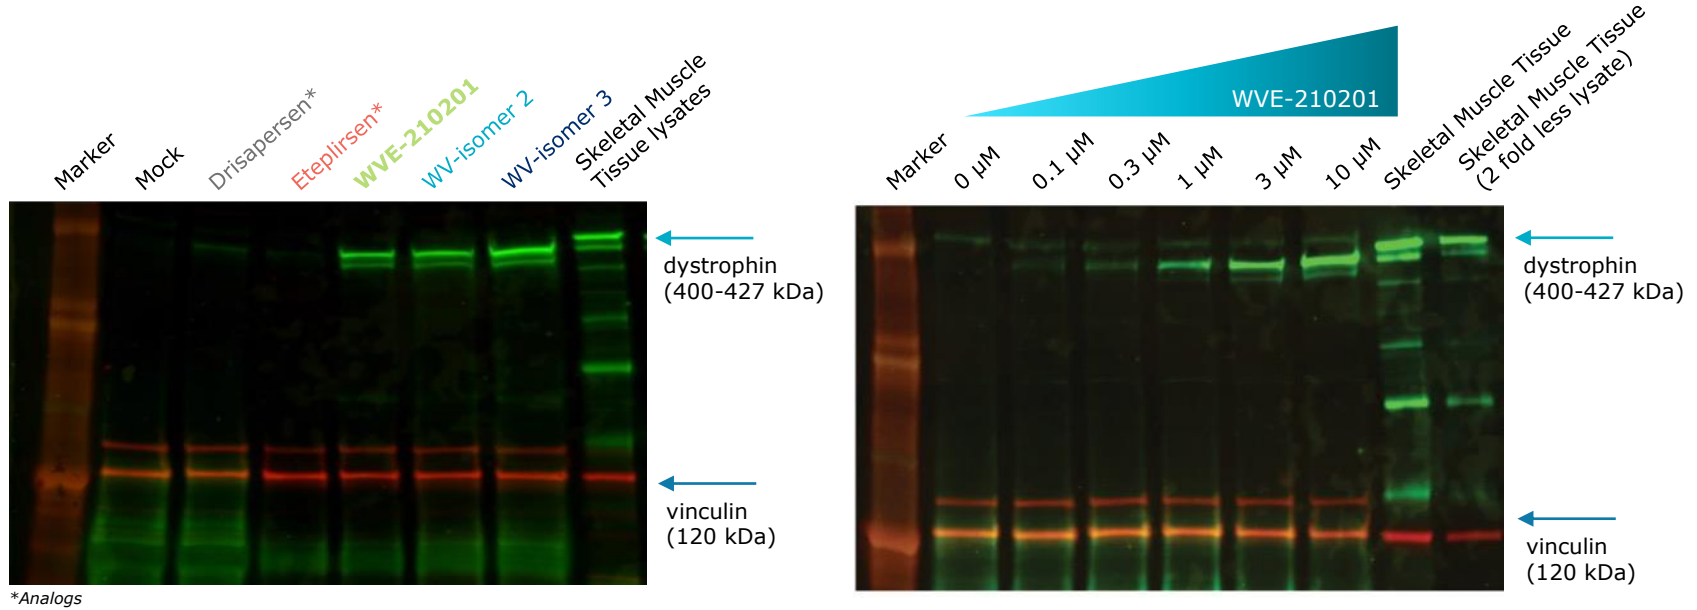 Marker
Mock
Drisapersen*
Eteplirsen*
WVE-210201
WV-isomer 2
WV-isomer 3
Skeletal Muscle
Tissue lysates
dystrophin
(400-427 kDa)
vinculin
(120 kDa)
*Analogs
WVE-210201
Marker
0 µM
0.1 µM
0.3 µM
1 µM
3 µM
10 µM
Skeletal Muscle Tissue
Skeletal Muscle Tissue
(2 fold less lysate)
dystrophin
(400-427 kDa)
vinculin
(120 kDa)